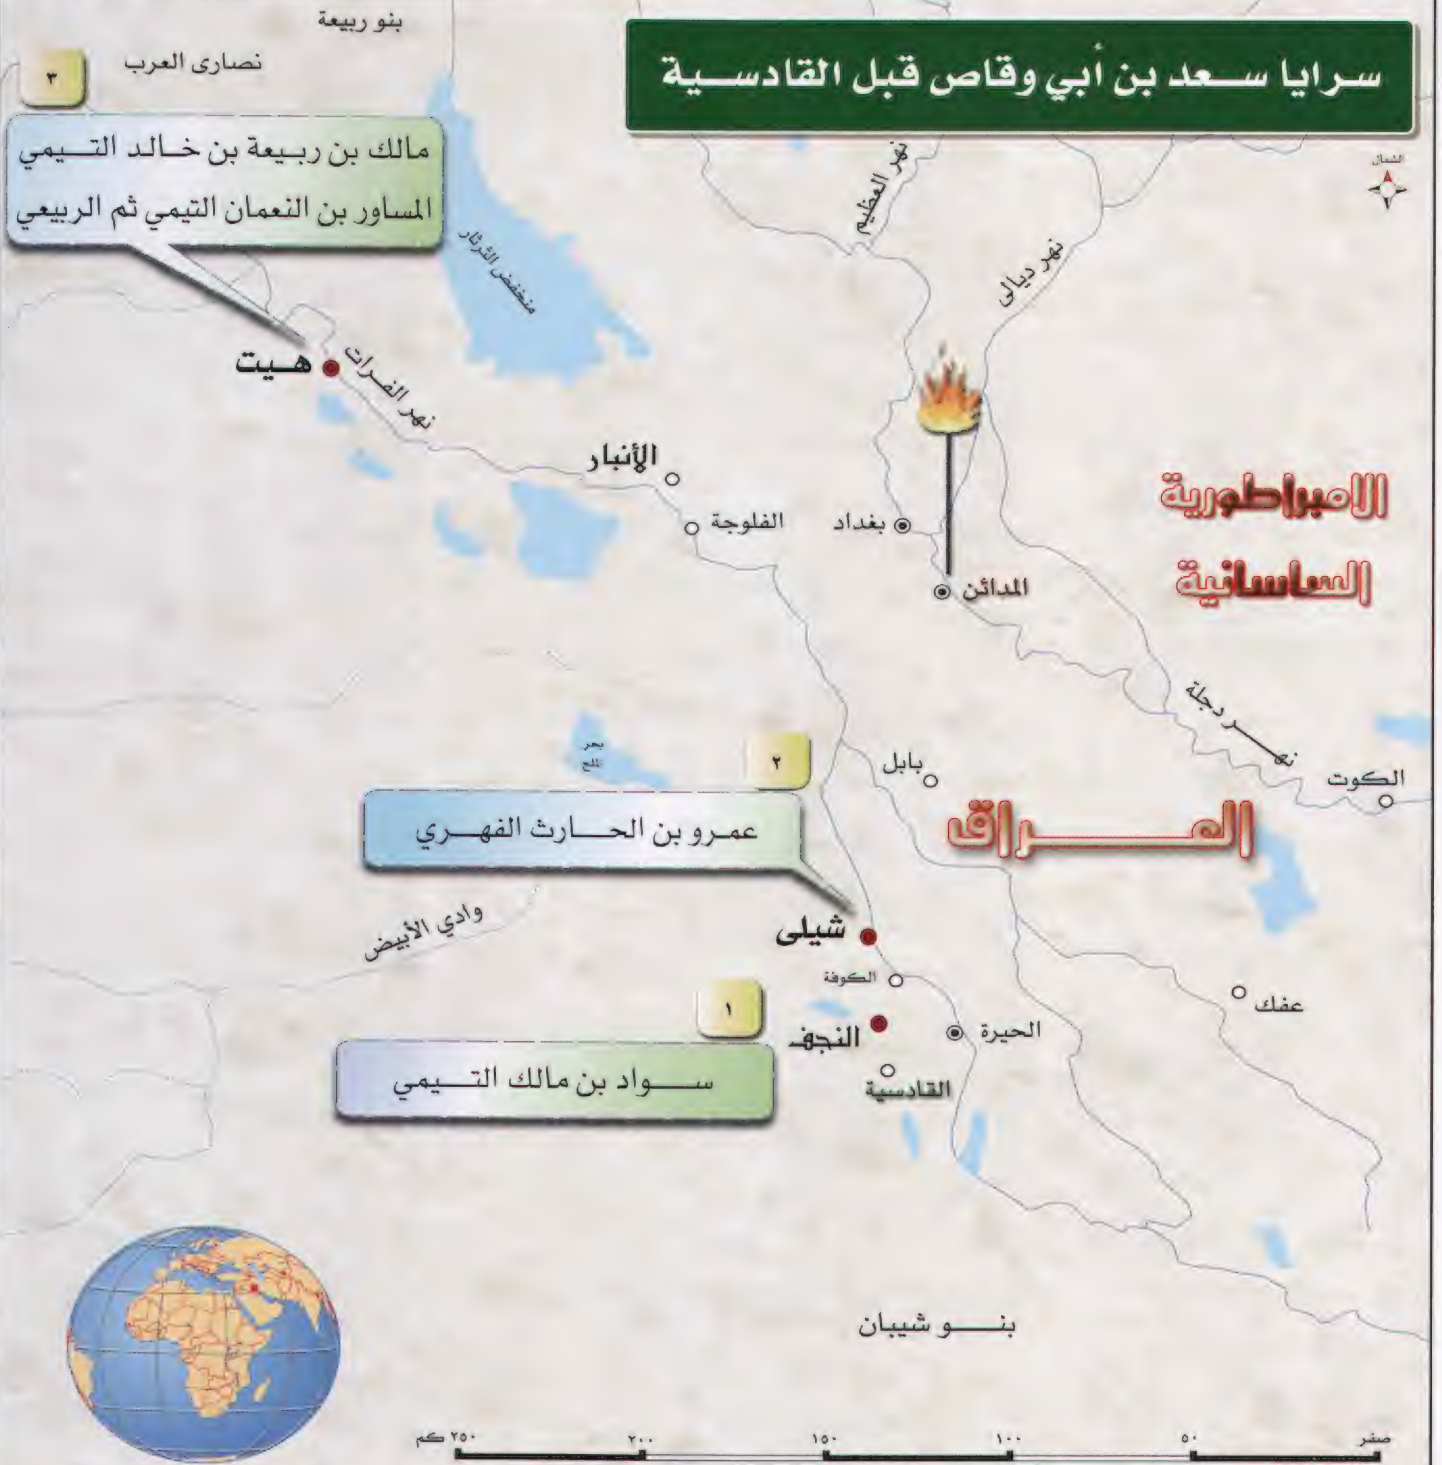 سرايا سعد بن أبي وقاص قبل القادسية
بنو ربيعة
نصارى العرب
٣
مالك بن ربيعة بن خالد التيمي
المساور بن النعمان التيمي ثم الربيعي
الشمال
نهر العظيم
نهر ديالى
منخفض الثرثار
هيت
نهر الفرات
الأنبار
الفلوجة
بغداد
المدائن
الامبراطورية
الساسانية
نهر دجلة
الكوت
بحر
الملح
٢
بابل
عمرو بن الحارث الفهري
العراق
شيلى
وادي الأبيض
الكوفة
عفك
١
النجف
الحيرة
سواد بن مالك التيمي
القادسية
بنو شيبان
صفر
٥٠
١٠٠
١٥٠
٢٠٠
٢٥٠ كم